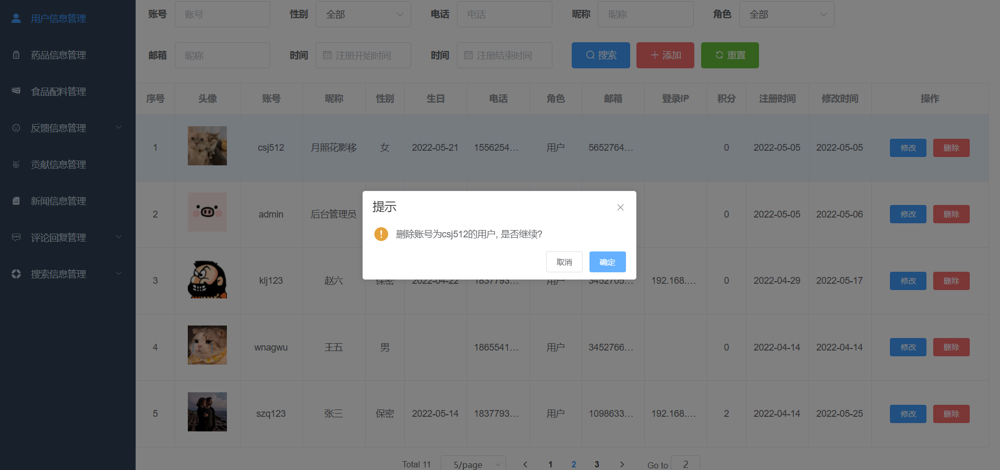 用户信息管理
药品信息管理
食品配料管理
反馈信息管理
贡献信息管理
新闻信息管理
评论回复管理
搜索信息管理
账号 账号 性别 全部 电话 电话 昵称 昵称 角色 全部
邮箱 昵称 时间 注册开始时间 时间 注册结束时间 搜索 添加 重置
序号 头像 账号 昵称 性别 生日 电话 角色 邮箱 登录IP 积分 注册时间 修改时间 操作
1 csj512 月照花影移 女 2022-05-21 1556254... 用户 5652764... 0 2022-05-05 2022-05-05 修改 删除
2 admin 后台管理员 0 2022-05-05 2022-05-06 修改 删除
提示
删除账号为csj512的用户, 是否继续?
取消 确定
3 klj123 赵六 保密 2022-04-22 1837793... 用户 3452705... 192.168.... 0 2022-04-29 2022-05-17 修改 删除
4 wnagwu 王五 男 1865541... 用户 3452766... 0 2022-04-14 2022-04-14 修改 删除
5 szq123 张三 保密 2022-05-14 1837793... 用户 1098633... 192.168.... 2 2022-04-14 2022-05-25 修改 删除
Total 11 5/page 1 2 3 Go to 2